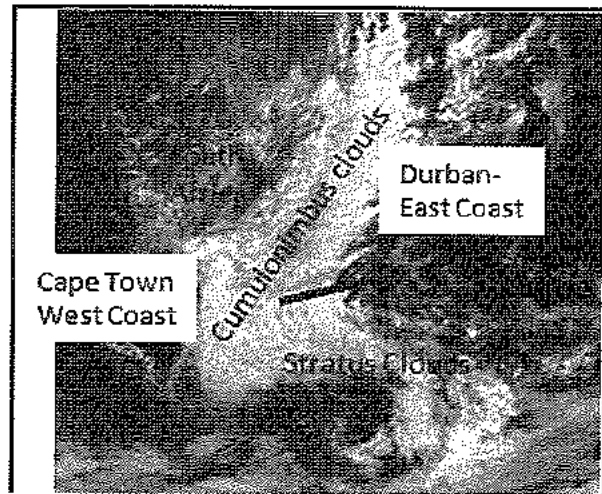 Cumulonimbus clouds
Durban-
East Coast
Cape Town
West Coast
Stratus Clouds